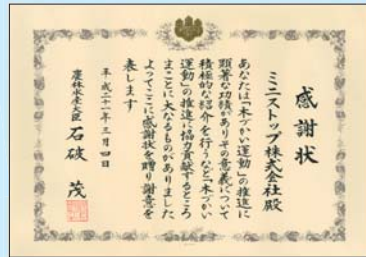 感謝状
ミニストップ株式会社殿
あなたは「木づかい運動」の推進に
顕著な功績がありその意義について
積極的な紹介を行うなど「木づかい
運動」の推進に協力貢献するところ
まことに大なるものがありました
よってここに感謝状を贈り謝意を
表します
平成二十一年三月四日
農林水産大臣 石破 茂